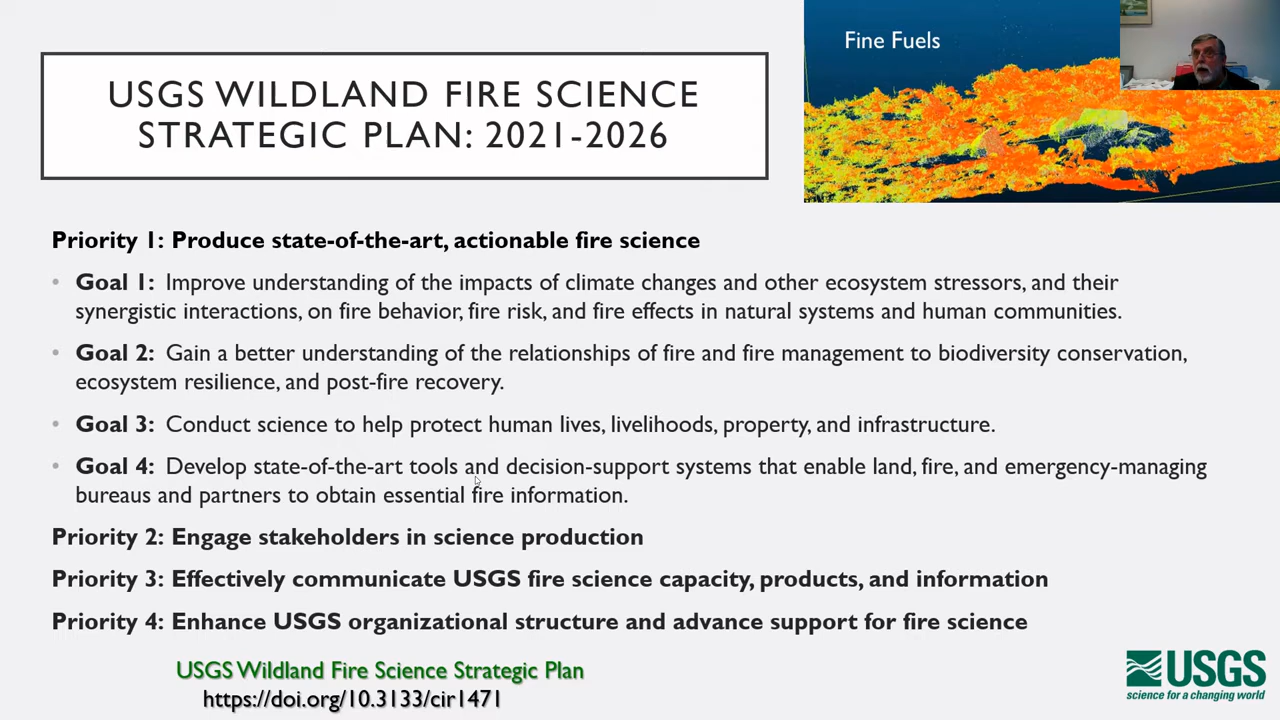 Fine Fuels
USGS WILDLAND FIRE SCIENCE
STRATEGIC PLAN: 2021-2026
Priority 1: Produce state-of-the-art, actionable fire science
• Goal 1: Improve understanding of the impacts of climate changes and other ecosystem stressors, and their
synergistic interactions, on fire behavior, fire risk, and fire effects in natural systems and human communities.
• Goal 2: Gain a better understanding of the relationships of fire and fire management to biodiversity conservation,
ecosystem resilience, and post-fire recovery.
• Goal 3: Conduct science to help protect human lives, livelihoods, property, and infrastructure.
• Goal 4: Develop state-of-the-art tools and decision-support systems that enable land, fire, and emergency-managing
bureaus and partners to obtain essential fire information.
Priority 2: Engage stakeholders in science production
Priority 3: Effectively communicate USGS fire science capacity, products, and information
Priority 4: Enhance USGS organizational structure and advance support for fire science
USGS Wildland Fire Science Strategic Plan
https://doi.org/10.3133/cir1471
USGS
science for a changing world